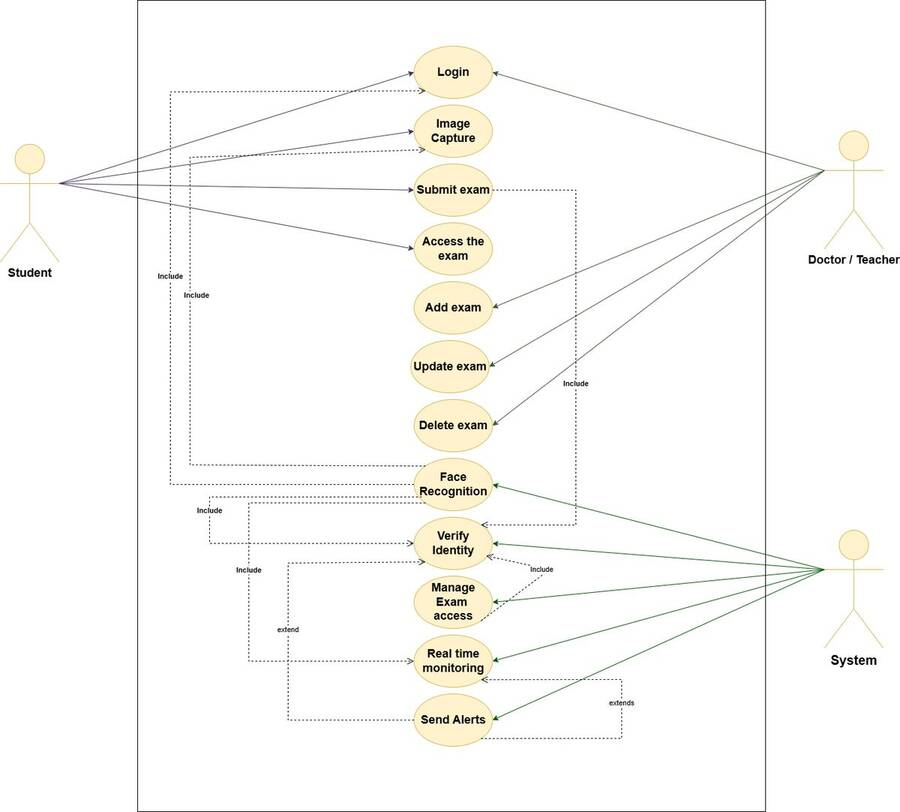 Login
Image
Capture
Submit exam
Student
Access the
exam
Doctor / Teacher
Include
Include
Add exam
Update exam
Include
Delete exam
Face
Recognition
Include
Verify
Identity
Include
Include
Manage
Exam
access
extend
Real time
monitoring
System
extends
Send Alerts